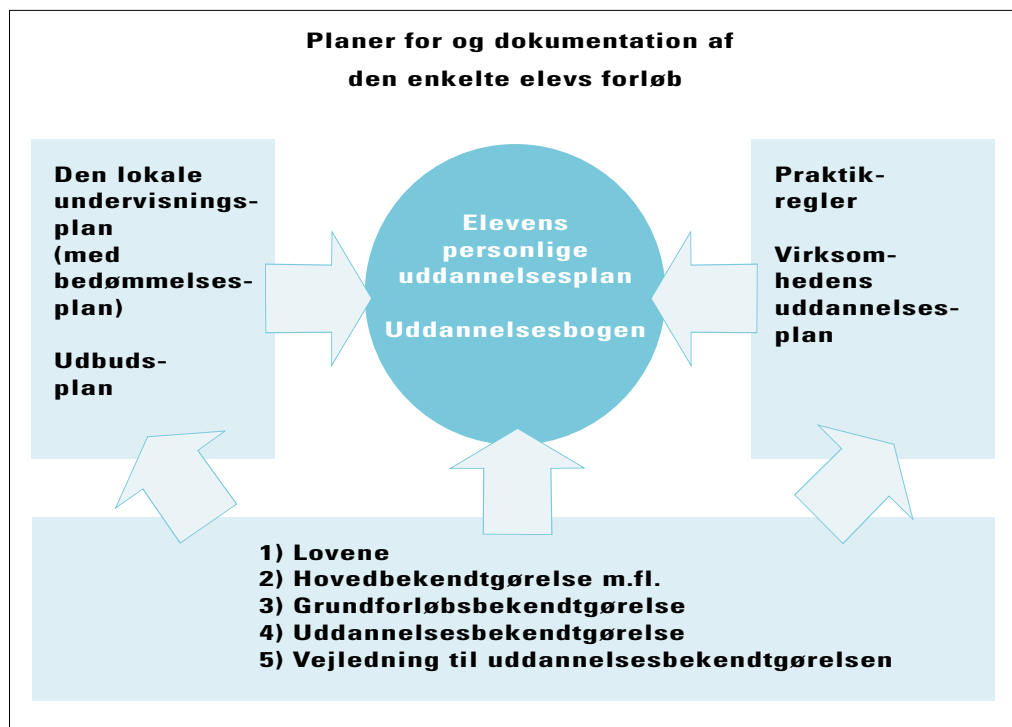 Planer for og dokumentation af
den enkelte elevs forløb
Den lokale
undervisnings-
plan
(med
bedømmelses-
plan)
Udbuds-
plan
Elevens
personlige
uddannelsesplan
Uddannelsesbogen
Praktik-
regler
Virksom-
hedens
uddannelses-
plan
1) Lovene
2) Hovedbekendtgørelse m.fl.
3) Grundforløbsbekendtgørelse
4) Uddannelsesbekendtgørelse
5) Vejledning til uddannelsesbekendtgørelsen